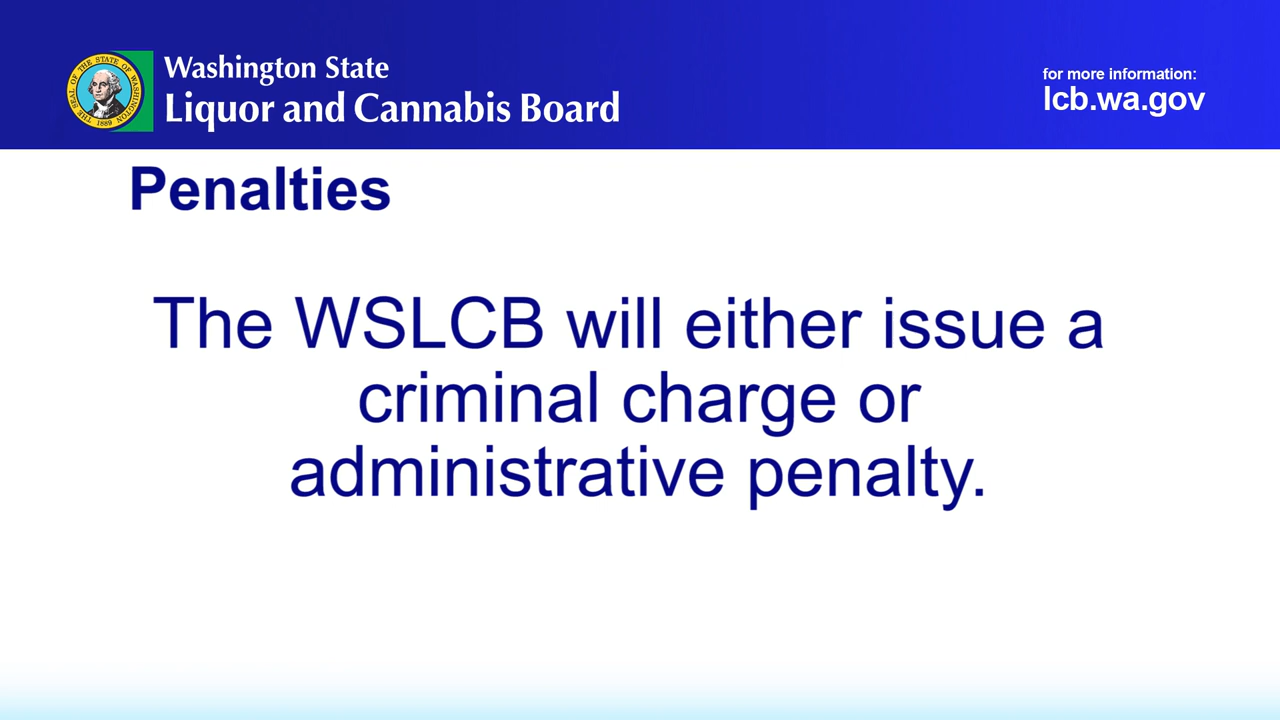 THE SEAL OF THE STATE OF WASHINGTON
1889
Washington State
Liquor and Cannabis Board
for more information:
lcb.wa.gov
Penalties
The WSLCB will either issue a
criminal charge or
administrative penalty.